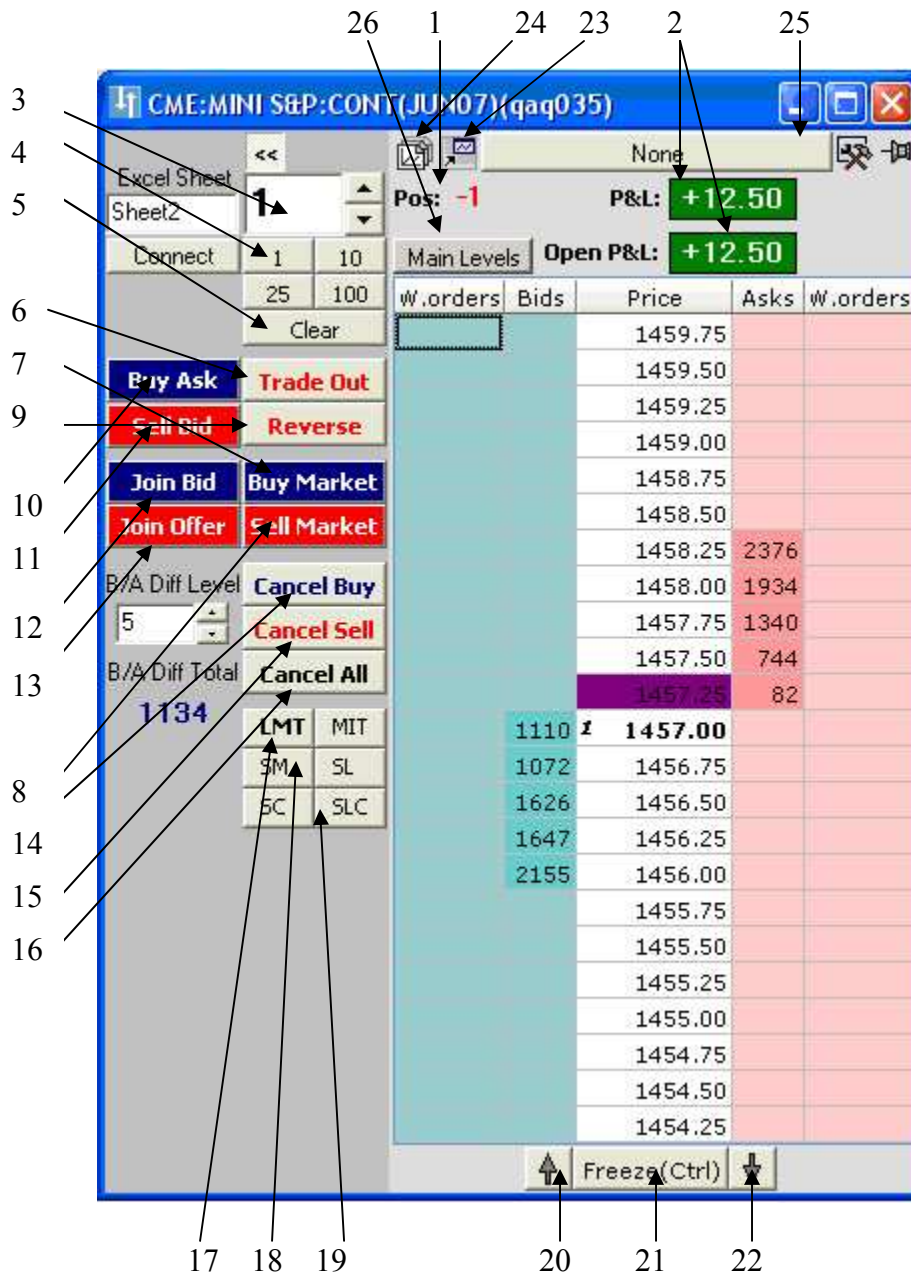 26 1 24 23 2 25
3
4
5
6
7
9
10
11
12
13
8
14
15
16
CME:MINI S&P:CONT(JUN07)(qaq035)
<<
None
Excel Sheet
Sheet2
1
Pos: -1
P&L: +12.50
Connect
1 10
Main Levels
Open P&L: +12.50
25 100
Clear
W.orders Bids Price Asks W.orders
Buy Ask
Trade Out
Sell Bid
Reverse
Join Bid
Buy Market
Join Offer
Sell Market
B/A Diff Level
5
Cancel Buy
Cancel Sell
B/A Diff Total
1134
Cancel All
LMT MIT
SM SL
SC SLC
1459.75
1459.50
1459.25
1459.00
1458.75
1458.50
1458.25 2376
1458.00 1934
1457.75 1340
1457.50 744
1457.25 82
1110 1 1457.00
1072 1456.75
1626 1456.50
1647 1456.25
2155 1456.00
1455.75
1455.50
1455.25
1455.00
1454.75
1454.50
1454.25
Freeze(Ctrl)
17 18 19 20 21 22